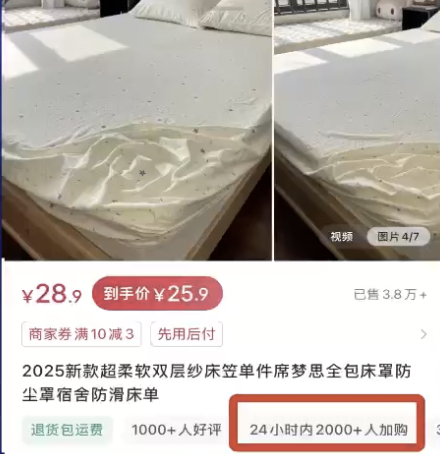 视频
图片4/7
¥28.9 到手价 ¥25.9 已售3.8万+
商家券满10减3 先用后付
2025新款超柔软双层纱床笠单件席梦思全包床罩防
尘罩宿舍防滑床单
退货包运费 1000+人好评 24小时内2000+人加购